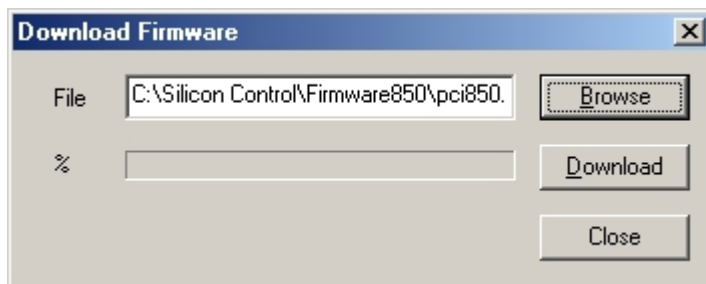 Download Firmware
File C:\Silicon Control\Firmware850\pci850. Browse
% Download
Close